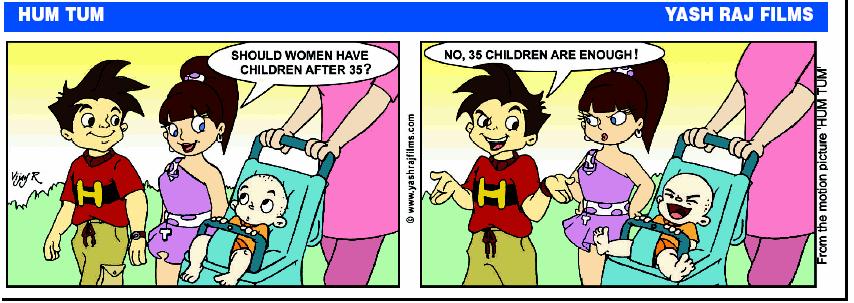 HUM TUM
YASH RAJ FILMS
SHOULD WOMEN HAVE
CHILDREN AFTER 35?
Vijay R.
H
T
© www.yashrajfilms.com
NO, 35 CHILDREN ARE ENOUGH!
H
T
From the motion picture 'HUM TUM'